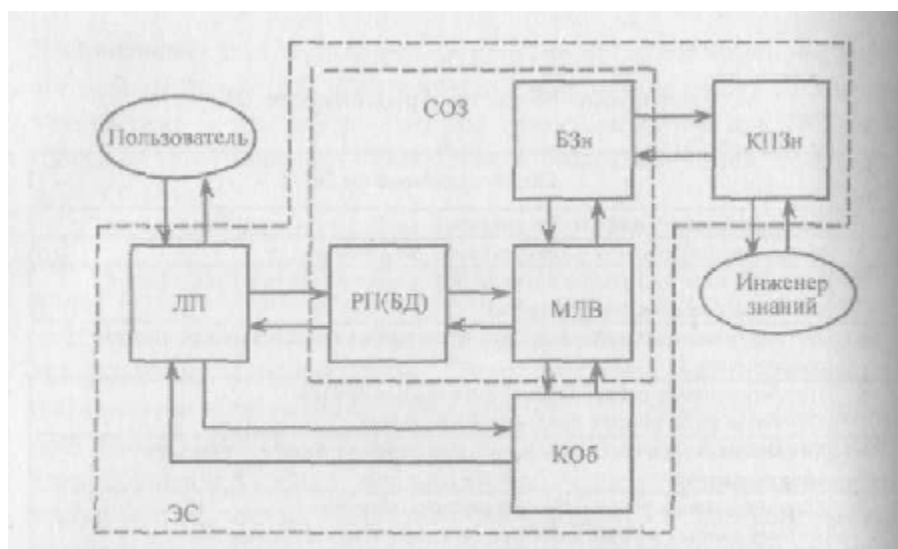 СОЗ
Пользователь
БЗн
КПЗн
ЛП
РП(БД)
МЛВ
Инженер
знаний
КОб
ЭС